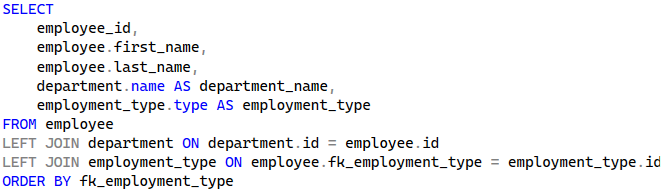 SELECT
    employee_id,
    employee.first_name,
    employee.last_name,
    department.name AS department_name,
    employment_type.type AS employment_type
FROM employee
LEFT JOIN department ON department.id = employee.id
LEFT JOIN employment_type ON employee.fk_employment_type = employment_type.id
ORDER BY fk_employment_type